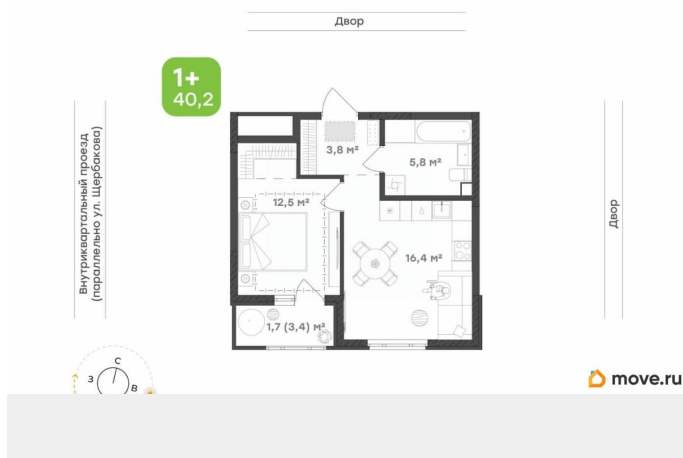 Двор
1+
40,2
Внутриквартальный проезд
(параллельно ул. Щербакова)
3,8 м²
5,8 м²
12,5 м²
16,4 м²
1,7 (3,4) м²
Двор
С
З
В
move.ru